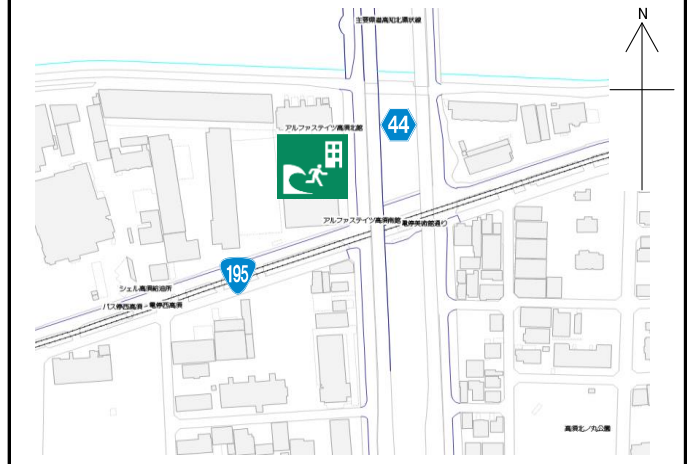 主要県道高知北環状線
N
44
アルファステイツ高須北館
アルファステイツ高須南館
電停美術館通り
195
シェル高須給油所
バス停西高須・電停西高須
高須北ノ丸公園